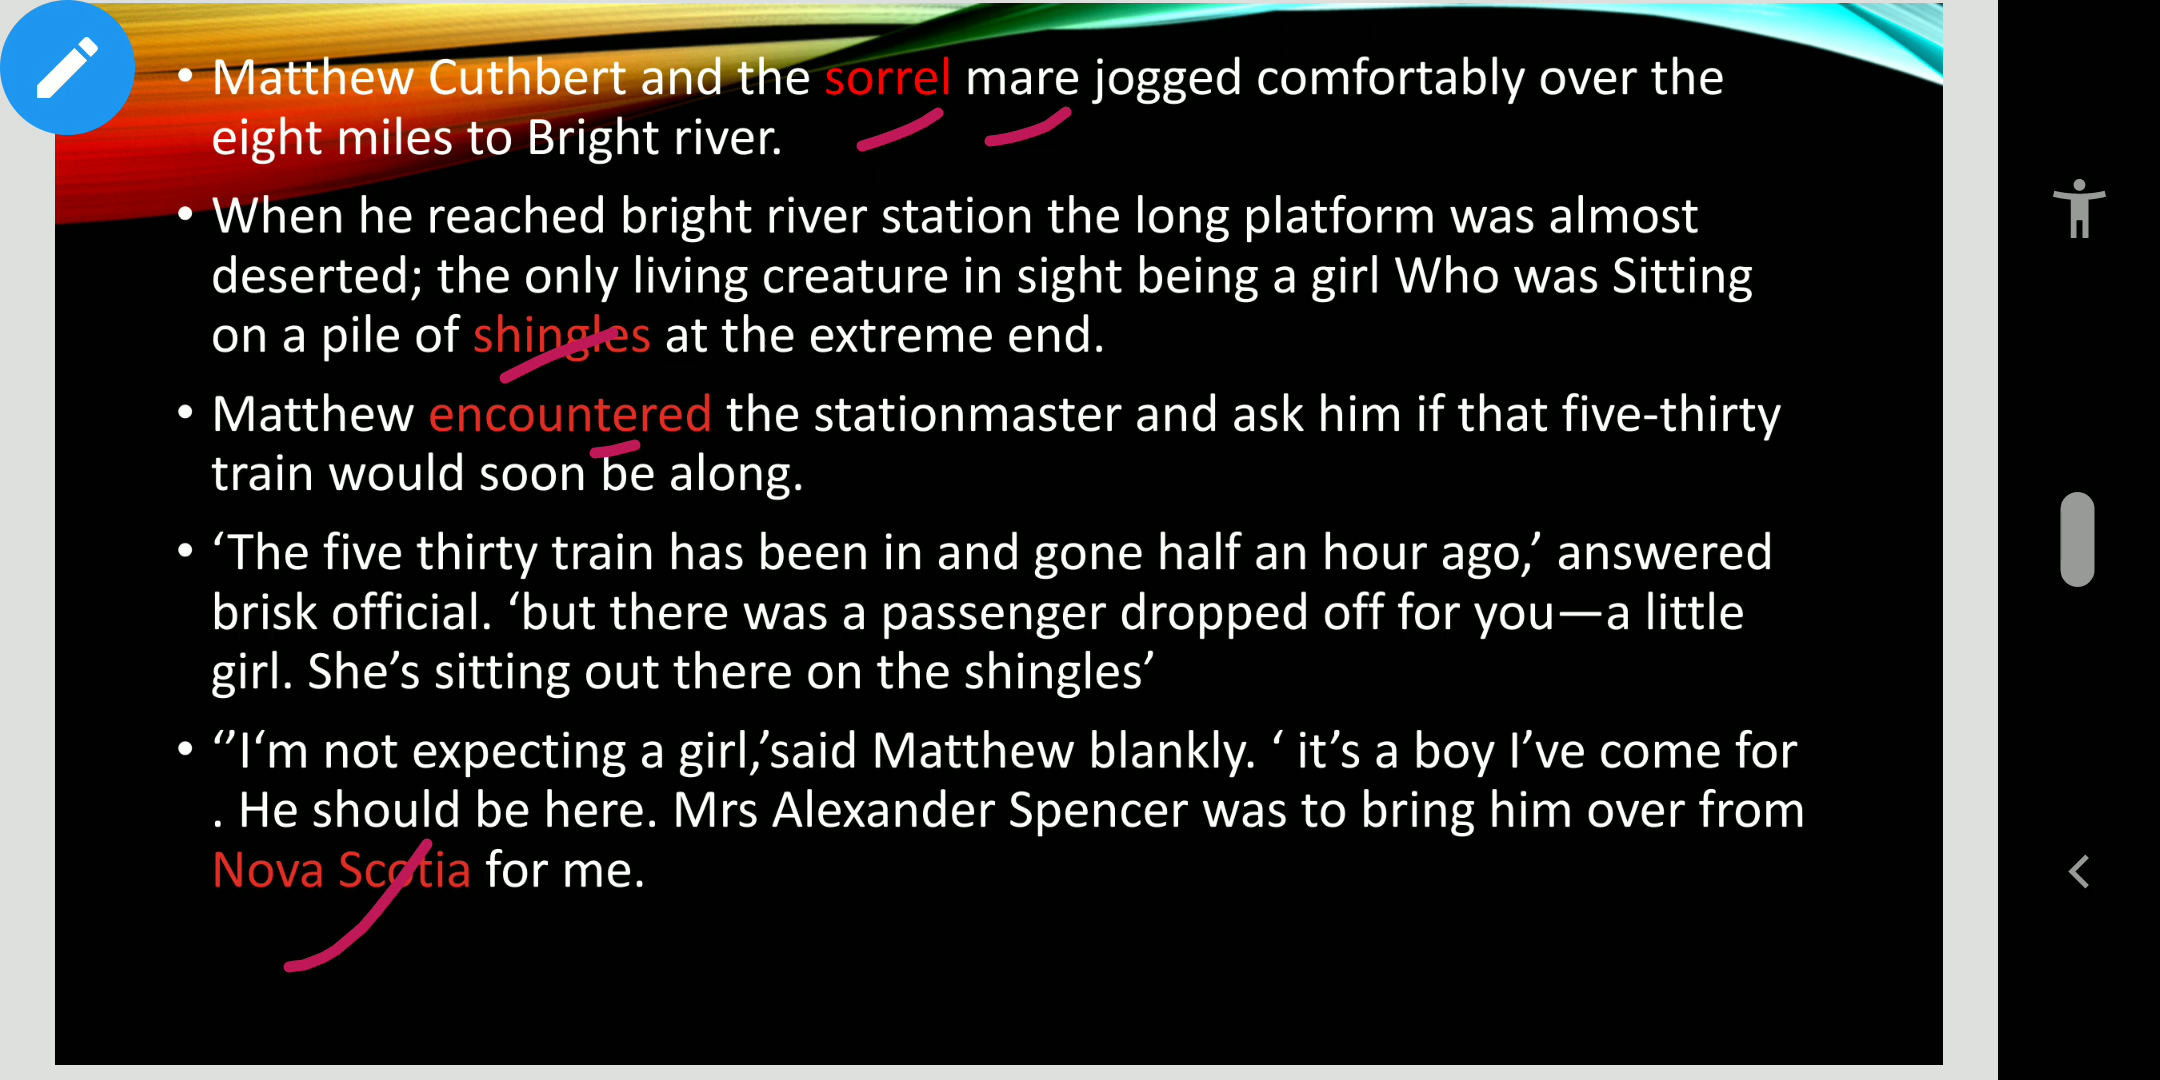 • Matthew Cuthbert and the sorrel mare jogged comfortably over the
eight miles to Bright river.
• When he reached bright river station the long platform was almost
deserted; the only living creature in sight being a girl Who was Sitting
on a pile of shingles at the extreme end.
• Matthew encountered the stationmaster and ask him if that five-thirty
train would soon be along.
• ‘The five thirty train has been in and gone half an hour ago,’ answered
brisk official. ‘but there was a passenger dropped off for you—a little
girl. She’s sitting out there on the shingles’
• ‘’I‘m not expecting a girl,’said Matthew blankly. ‘ it’s a boy I’ve come for
. He should be here. Mrs Alexander Spencer was to bring him over from
Nova Scotia for me.